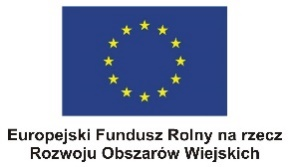 Europejski Fundusz Rolny na rzecz
Rozwoju Obszarów Wiejskich